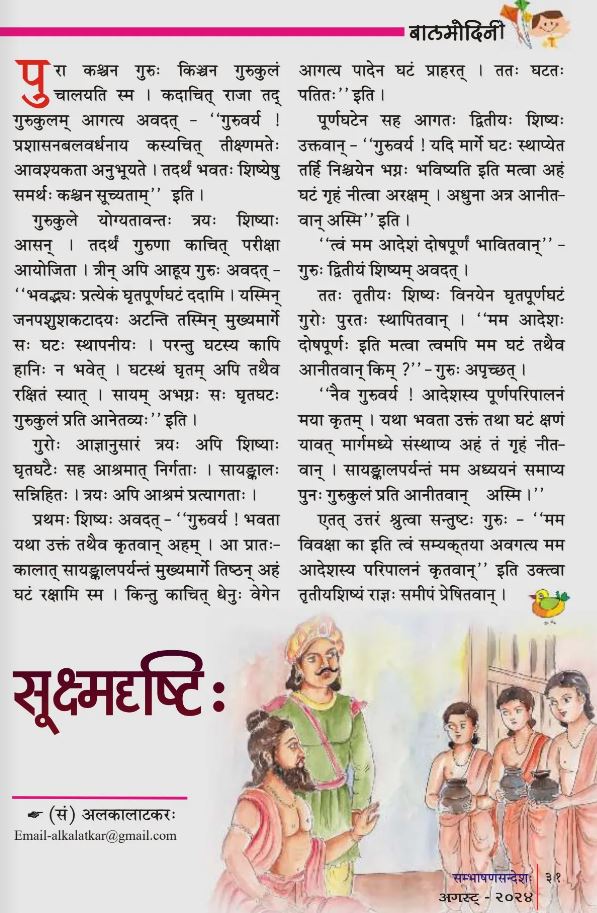 बालमोदिनी
पुरा कश्चन गुरुः किञ्चन गुरुकुलं
चालयति स्म । कदाचित् राजा तद्
गुरुकुलम् आगत्य अवदत् - ‘‘गुरुवर्य !
प्रशासनबलवर्धनाय कस्यचित् तीक्ष्णमतेः
आवश्यकता अनुभूयते । तदर्थं भवतः शिष्येषु
समर्थः कश्चन सूच्यताम्’’ इति ।
गुरुकुले योग्यतावन्तः त्रयः शिष्याः
आसन् । तदर्थं गुरुणा काचित् परीक्षा
आयोजिता । त्रीन् अपि आहूय गुरुः अवदत् -
‘‘भवद्भ्यः प्रत्येकं घृतपूर्णघटं ददामि । यस्मिन्
जनपशुशकटादयः अटन्ति तस्मिन् मुख्यमार्गे
सः घटः स्थापनीयः । परन्तु घटस्य कापि
हानिः न भवेत् । घटस्थं घृतम् अपि तथैव
रक्षितं स्यात् । सायम् अभग्नः सः घृतघटः
गुरुकुलं प्रति आनेतव्यः’’ इति ।
गुरोः आज्ञानुसारं त्रयः अपि शिष्याः
घृतघटैः सह आश्रमात् निर्गताः । सायङ्कालः
सन्निहितः । त्रयः अपि आश्रमं प्रत्यागताः ।
प्रथमः शिष्यः अवदत् - ‘‘गुरुवर्य ! भवता
यथा उक्तं तथैव कृतवान् अहम् । आ प्रातः-
कालात् सायङ्कालपर्यन्तं मुख्यमार्गे तिष्ठन् अहं
घटं रक्षामि स्म । किन्तु काचित् धेनुः वेगेन
आगत्य पादेन घटं प्राहरत् । ततः घटतः
पतितः’’ इति ।
पूर्णघटेन सह आगतः द्वितीयः शिष्यः
उक्तवान् - ‘‘गुरुवर्य ! यदि मार्गे घटः स्थाप्येत
तर्हि निश्चयेन भग्नः भविष्यति इति मत्वा अहं
घटं गृहं नीत्वा अरक्षम् । अधुना अत्र आनीत-
वान् अस्मि’’ इति ।
‘‘त्वं मम आदेशं दोषपूर्णं भावितवान्’’ -
गुरुः द्वितीयं शिष्यम् अवदत् ।
ततः तृतीयः शिष्यः विनयेन घृतपूर्णघटं
गुरोः पुरतः स्थापितवान् । ‘‘मम आदेशः
दोषपूर्णः इति मत्वा त्वमपि मम घटं तथैव
आनीतवान् किम् ?’’ - गुरुः अपृच्छत् ।
‘‘नैव गुरुवर्य ! आदेशस्य पूर्णपरिपालनं
मया कृतम् । यथा भवता उक्तं तथा घटं क्षणं
यावत् मार्गमध्ये संस्थाप्य अहं तं गृहं नीत-
वान् । सायङ्कालपर्यन्तं मम अध्ययनं समाप्य
पुनः गुरुकुलं प्रति आनीतवान् अस्मि ।’’
एतत् उत्तरं श्रुत्वा सन्तुष्टः गुरुः - ‘‘मम
विवक्षा का इति त्वं सम्यक्तया अवगत्य मम
आदेशस्य परिपालनं कृतवान्’’ इति उक्त्वा
तृतीयशिष्यं राज्ञः समीपं प्रेषितवान् ।
सूक्ष्मदृष्टिः
☛ (सं) अलकालाटकरः
Email-alkalatkar@gmail.com
सम्भाषणसन्देशः ३१
अगस्ट् - २०२४